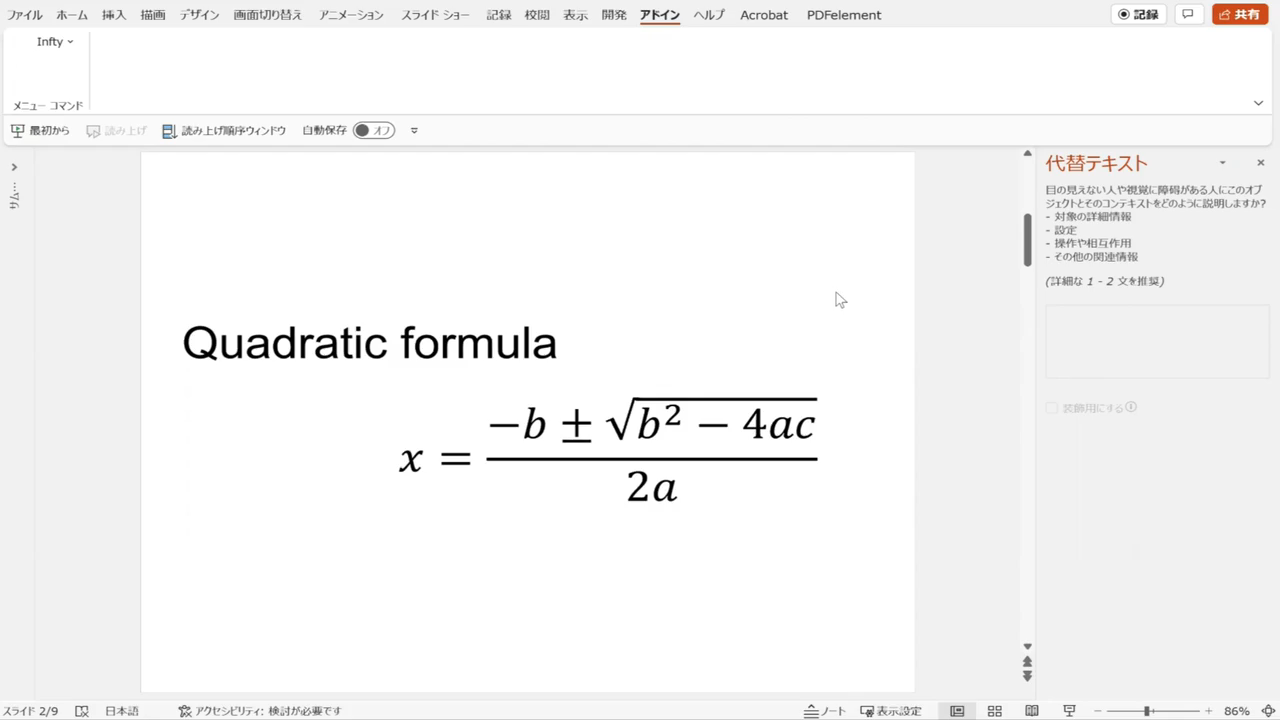 ファイル ホーム 挿入 描画 デザイン 画面切り替え アニメーション スライド ショー 記録 校閲 表示 開発 アドイン ヘルプ Acrobat PDFelement 記録 共有
Infty
メニュー コマンド
最初から 読み上げ 読み上げ順序ウィンドウ 自動保存 オフ
サム...
Quadratic formula
x = (−b ± √(b² − 4ac)) / 2a
代替テキスト
目の見えない人や視覚に障碍がある人にこのオブ
ジェクトとそのコンテキストをどのように説明しますか?
- 対象の詳細情報
- 設定
- 操作や相互作用
- その他の関連情報
(詳細な 1 - 2 文を推奨)
装飾用にする
スライド 2/9 日本語 アクセシビリティ: 検討が必要です ノート 表示設定 86%